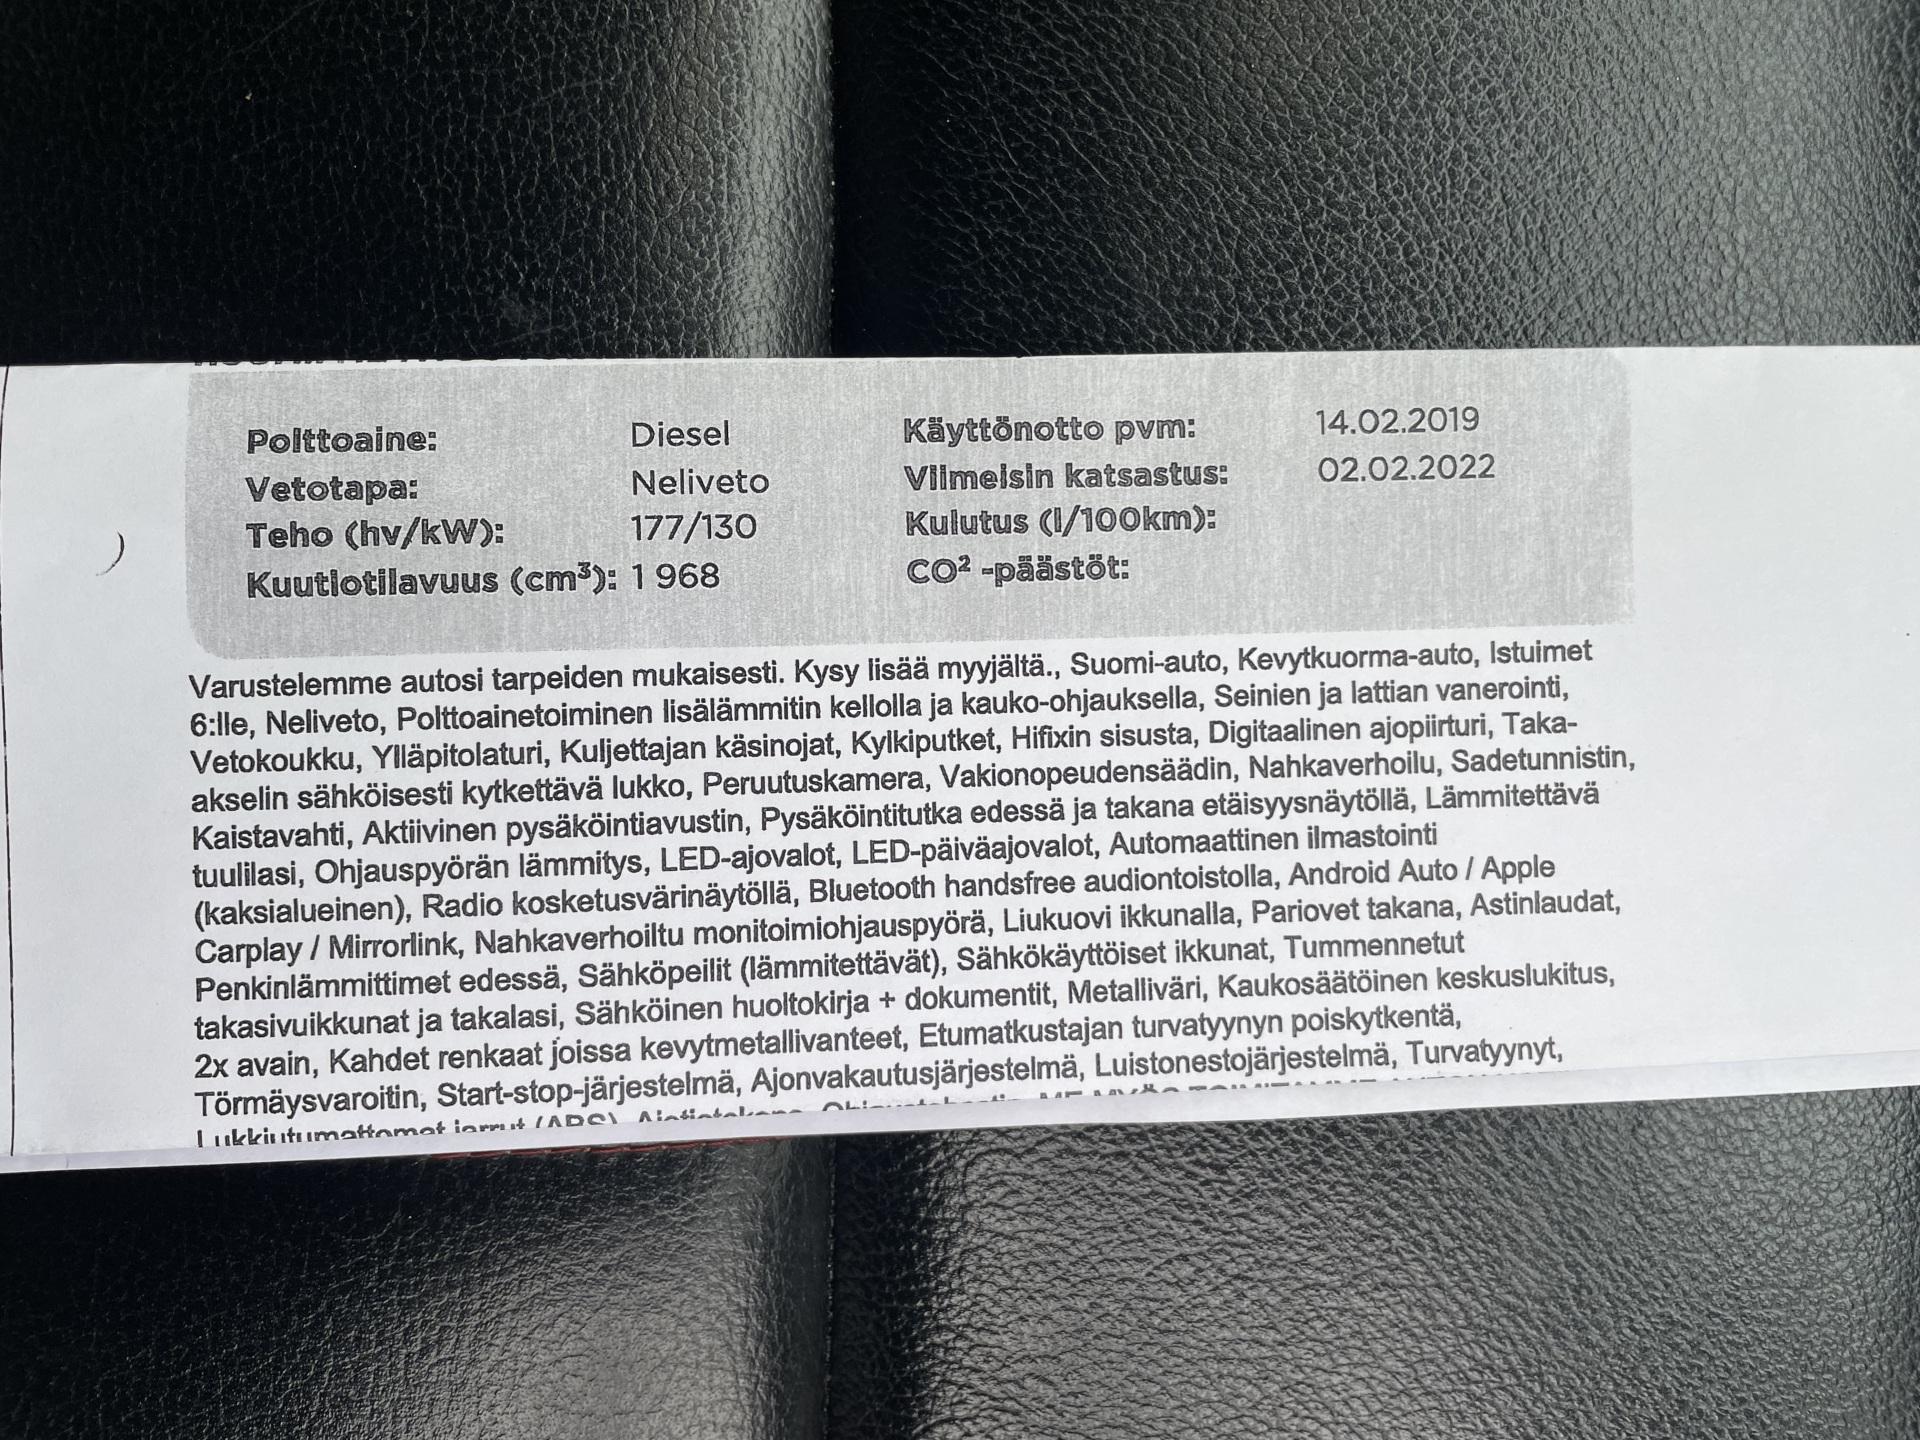 Polttoaine: Diesel Käyttönotto pvm: 14.02.2019
Vetotapa: Neliveto Viimeisin katsastus: 02.02.2022
Teho (hv/kW): 177/130 Kulutus (l/100km):
Kuutiotilavuus (cm³): 1 968 CO² -päästöt:
Varustelemme autosi tarpeiden mukaisesti. Kysy lisää myyjältä., Suomi-auto, Kevytkuorma-auto, Istuimet
6:lle, Neliveto, Polttoainetoiminen lisälämmitin kellolla ja kauko-ohjauksella, Seinien ja lattian vanerointi,
Vetokoukku, Ylläpitolaturi, Kuljettajan käsinojat, Kylkiputket, Hifixin sisusta, Digitaalinen ajopiirturi, Taka-
akselin sähköisesti kytkettävä lukko, Peruutuskamera, Vakionopeudensäädin, Nahkaverhoilu, Sadetunnistin,
Kaistavahti, Aktiivinen pysäköintiavustin, Pysäköintitutka edessä ja takana etäisyysnäytöllä, Lämmitettävä
tuulilasi, Ohjauspyörän lämmitys, LED-ajovalot, LED-päiväajovalot, Automaattinen ilmastointi
(kaksialueinen), Radio kosketusvärinäytöllä, Bluetooth handsfree audiontoistolla, Android Auto / Apple
Carplay / Mirrorlink, Nahkaverhoiltu monitoimiohjauspyörä, Liukuovi ikkunalla, Pariovet takana, Astinlaudat,
Penkinlämmittimet edessä, Sähköpeilit (lämmitettävät), Sähkökäyttöiset ikkunat, Tummennetut
takasivuikkunat ja takalasi, Sähköinen huoltokirja + dokumentit, Metalliväri, Kaukosäätöinen keskuslukitus,
2x avain, Kahdet renkaat joissa kevytmetallivanteet, Etumatkustajan turvatyynyn poiskytkentä,
Törmäysvaroitin, Start-stop-järjestelmä, Ajonvakautusjärjestelmä, Luistonestojärjestelmä, Turvatyynyt,
Lukkiutumattomat jarrut (ABS)